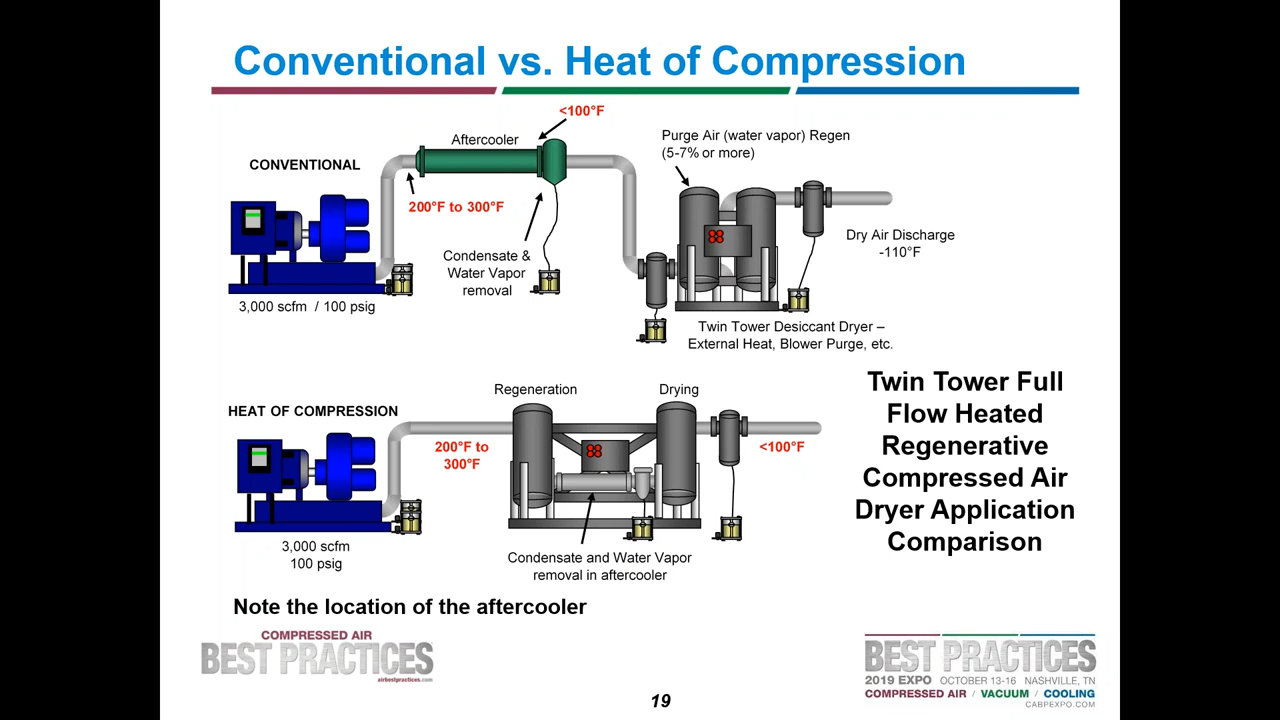 Conventional vs. Heat of Compression
<100°F
Aftercooler
CONVENTIONAL
200°F to 300°F
Condensate &
Water Vapor
removal
3,000 scfm / 100 psig
Purge Air (water vapor) Regen
(5-7% or more)
Dry Air Discharge
-110°F
Twin Tower Desiccant Dryer –
External Heat, Blower Purge, etc.
Regeneration
Drying
HEAT OF COMPRESSION
200°F to
300°F
<100°F
3,000 scfm
100 psig
Condensate and Water Vapor
removal in aftercooler
Twin Tower Full
Flow Heated
Regenerative
Compressed Air
Dryer Application
Comparison
Note the location of the aftercooler
COMPRESSED AIR
BEST PRACTICES
airbestpractices.com
BEST PRACTICES
2019 EXPO OCTOBER 13-16 NASHVILLE, TN
COMPRESSED AIR / VACUUM / COOLING
CABPEXPO.COM
19